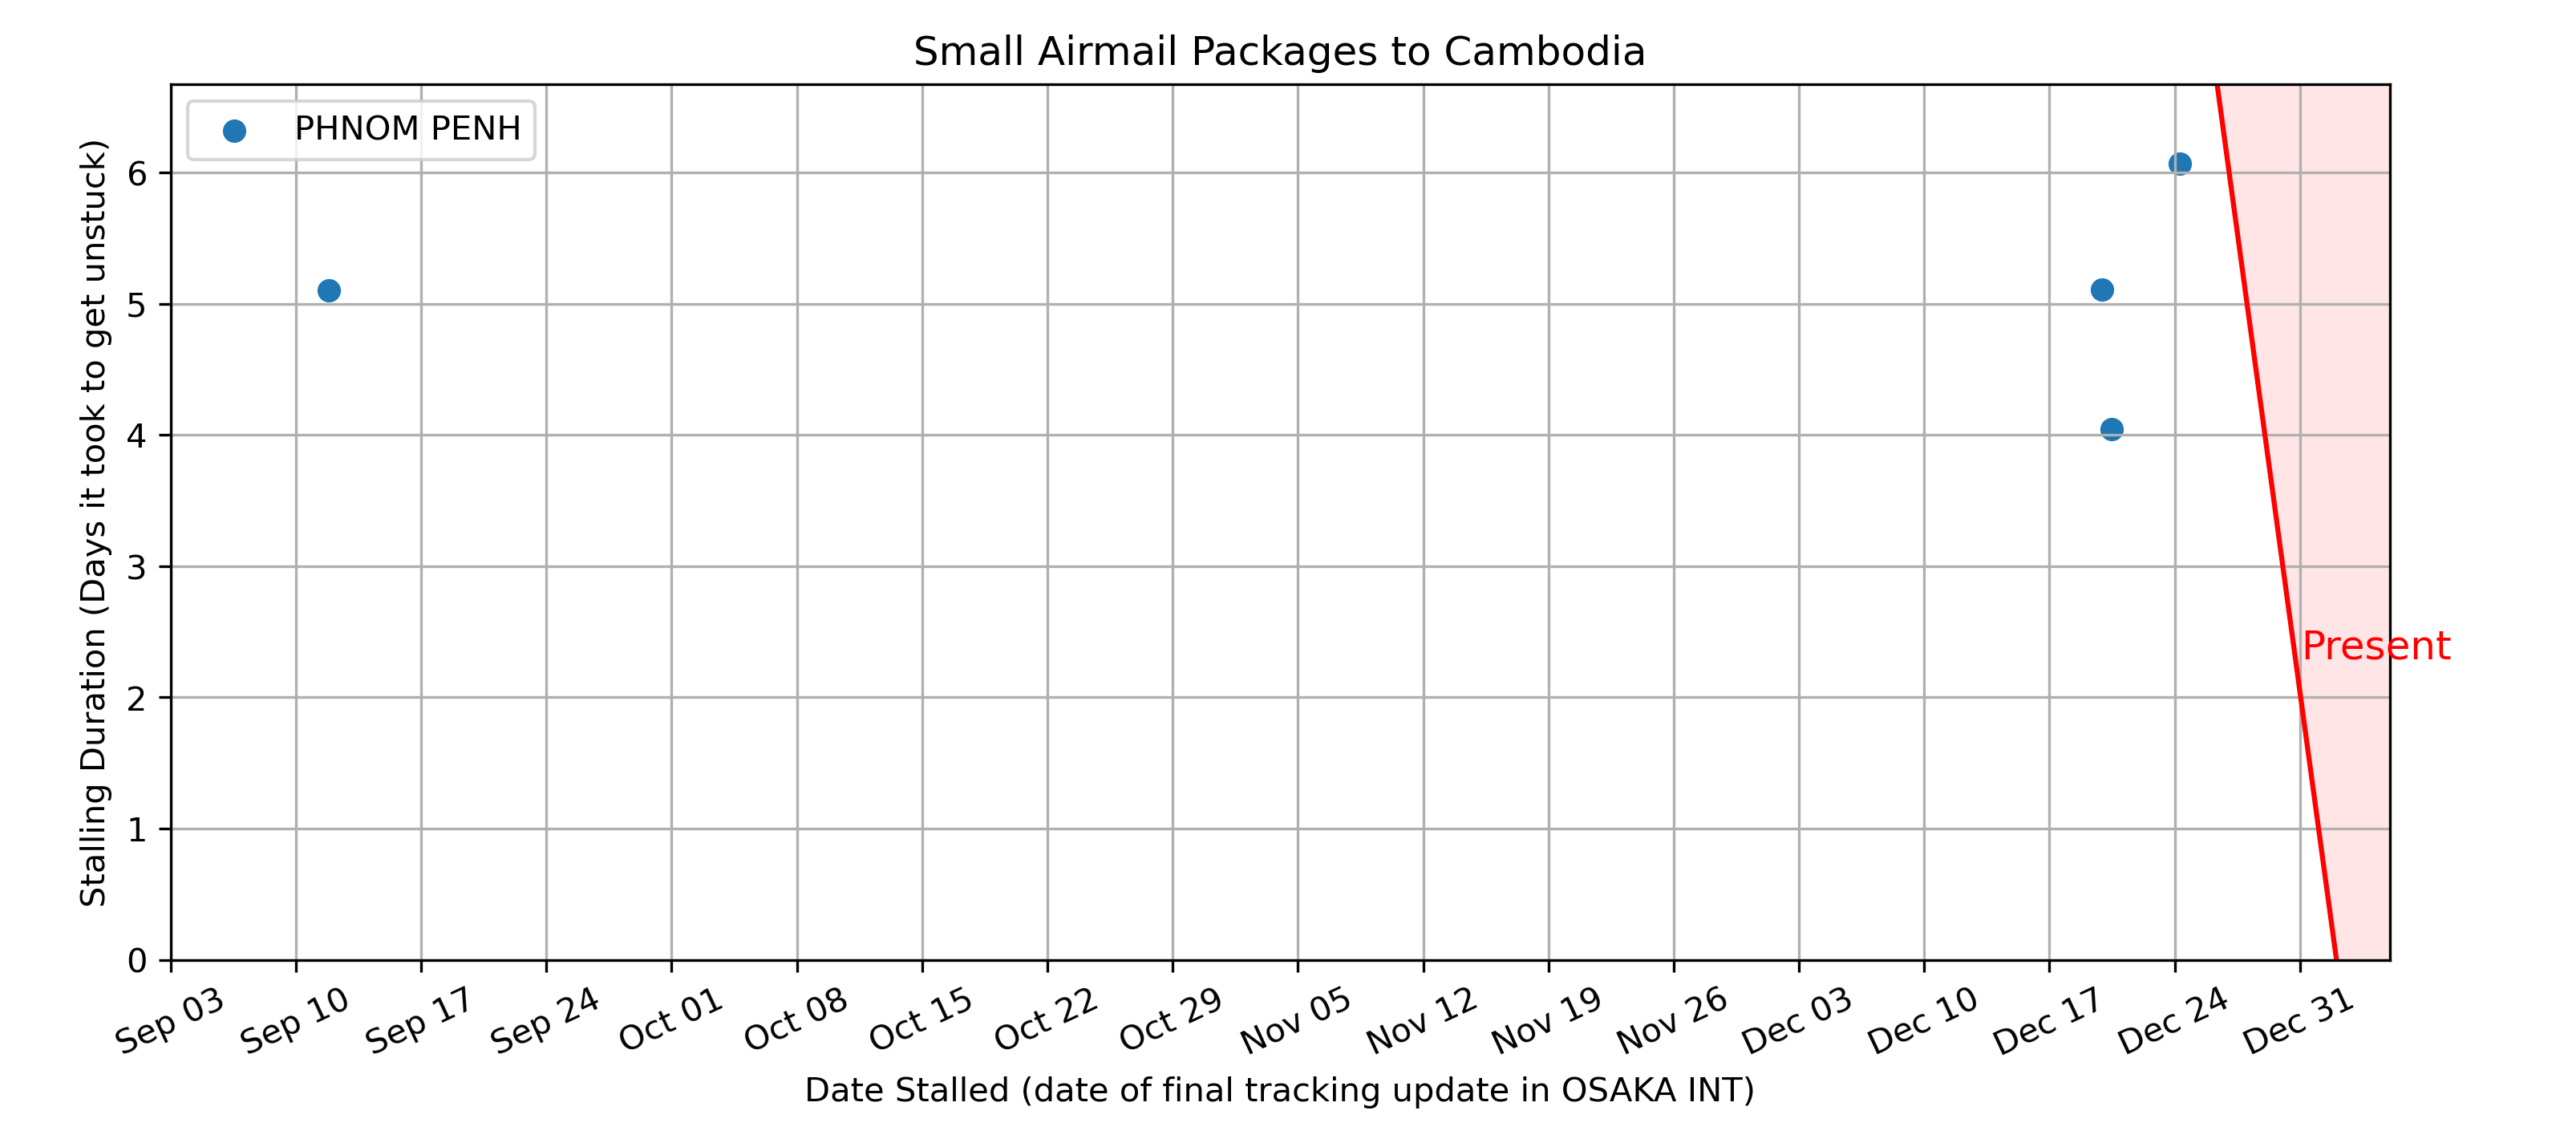 Small Airmail Packages to Cambodia
PHNOM PENH
Stalling Duration (Days it took to get unstuck)
6
5
4
3
2
1
0
Present
Sep 03
Sep 10
Sep 17
Sep 24
Oct 01
Oct 08
Oct 15
Oct 22
Oct 29
Nov 05
Nov 12
Nov 19
Nov 26
Dec 03
Dec 10
Dec 17
Dec 24
Dec 31
Date Stalled (date of final tracking update in OSAKA INT)